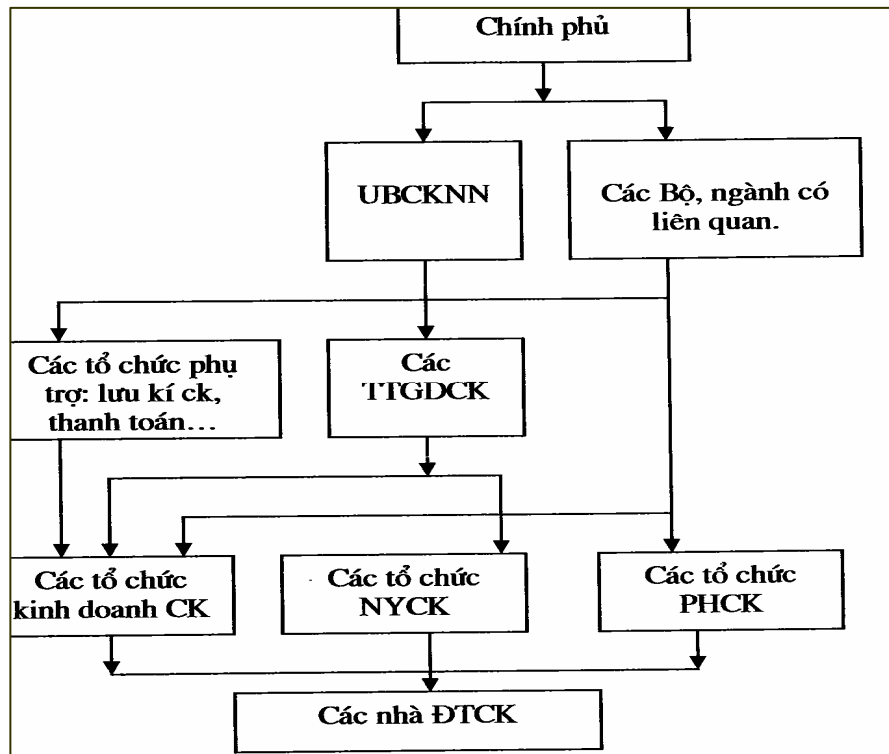 Chính phủ
UBCKNN
Các Bộ, ngành có
liên quan.
Các tổ chức phụ
trợ: lưu kí ck,
thanh toán...
Các
TTGDCK
Các tổ chức
kinh doanh CK
Các tổ chức
NYCK
Các tổ chức
PHCK
Các nhà ĐTCK